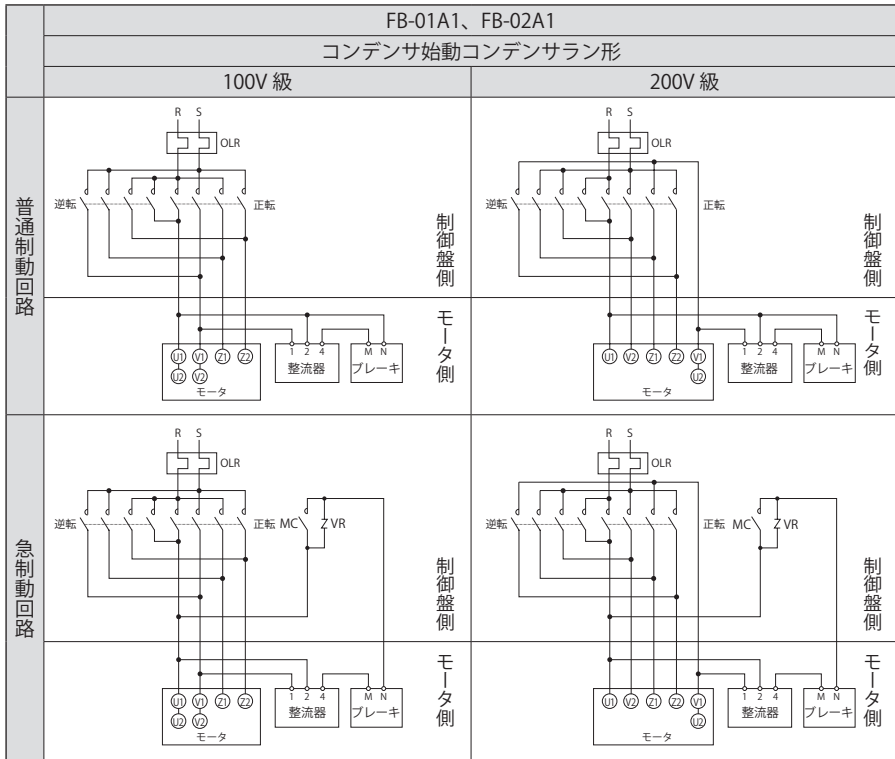 FB-01A1、FB-02A1
コンデンサ始動コンデンサラン形
100V 級
200V 級
普通制動回路
R S
OLR
逆転
正転
制御盤側
モータ側
U1 V1 Z1 Z2
U2 V2
モータ
1 2 4
整流器
M N
ブレーキ
R S
OLR
逆転
正転
制御盤側
モータ側
U1 V2 Z1 Z2 V1
U2
モータ
1 2 4
整流器
M N
ブレーキ
急制動回路
R S
OLR
逆転
正転
MC
VR
制御盤側
モータ側
U1 V1 Z1 Z2
U2 V2
モータ
1 2 4
整流器
M N
ブレーキ
R S
OLR
逆転
正転
MC
VR
制御盤側
モータ側
U1 V2 Z1 Z2 V1
U2
モータ
1 2 4
整流器
M N
ブレーキ